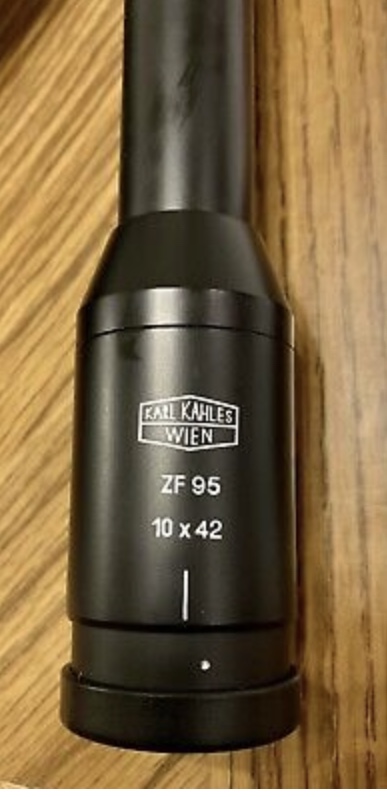 KARL KAHLES
WIEN
ZF 95
10 x 42